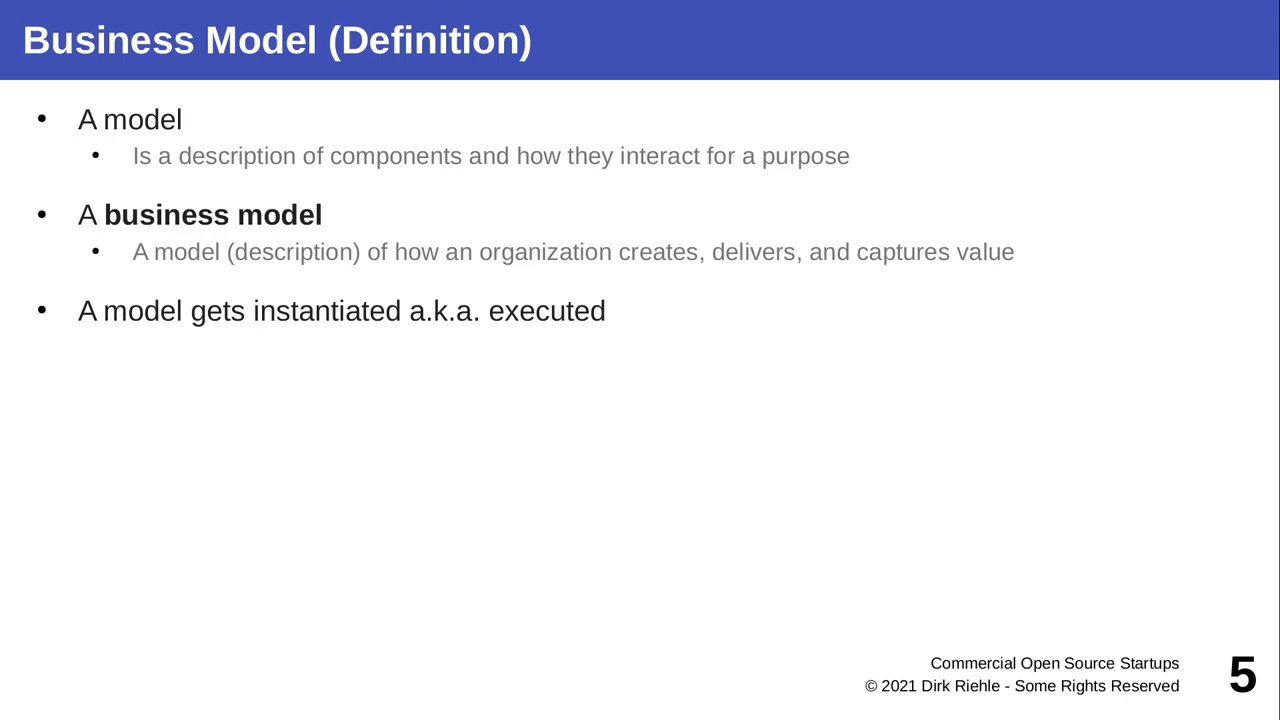 Business Model (Definition)
• A model
• Is a description of components and how they interact for a purpose
• A business model
• A model (description) of how an organization creates, delivers, and captures value
• A model gets instantiated a.k.a. executed
Commercial Open Source Startups
© 2021 Dirk Riehle - Some Rights Reserved
5